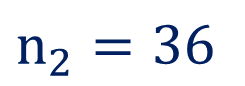 n₂ = 36